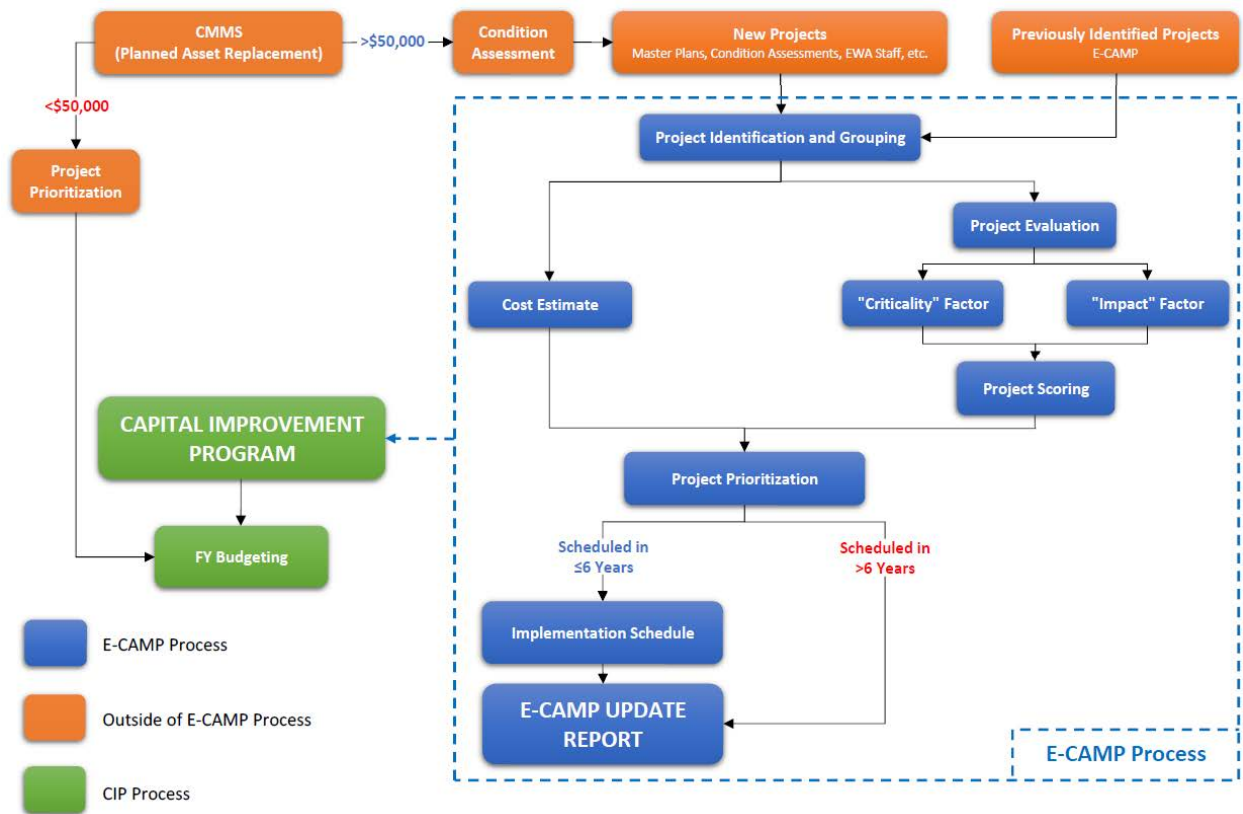 CMMS
(Planned Asset Replacement)
>$50,000
Condition
Assessment
New Projects
Master Plans, Condition Assessments, EWA Staff, etc.
Previously Identified Projects
E-CAMP
<$50,000
Project Identification and Grouping
Project
Prioritization
Project Evaluation
Cost Estimate
"Criticality" Factor
"Impact" Factor
Project Scoring
CAPITAL IMPROVEMENT
PROGRAM
Project Prioritization
FY Budgeting
Scheduled in
≤6 Years
Scheduled in
>6 Years
Implementation Schedule
E-CAMP UPDATE
REPORT
E-CAMP Process
Outside of E-CAMP Process
CIP Process
E-CAMP Process